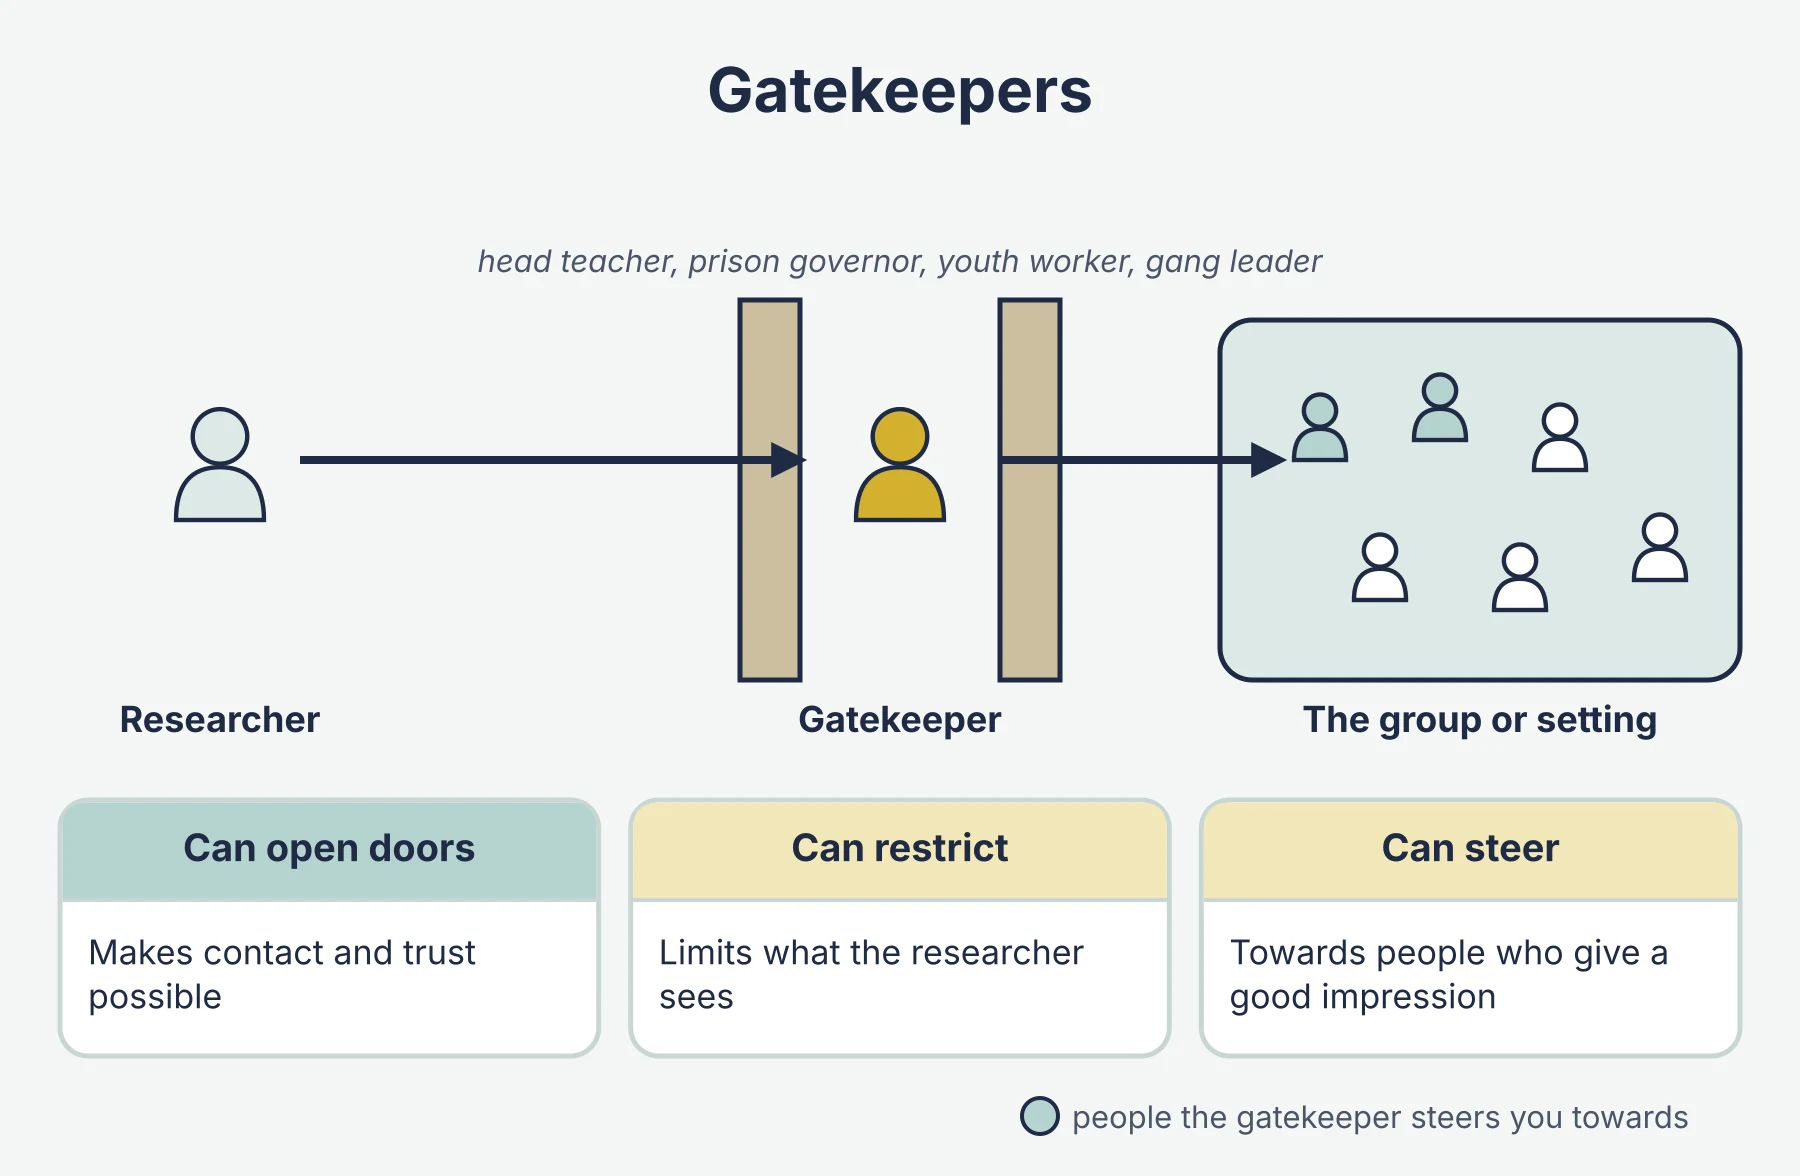 Gatekeepers
head teacher, prison governor, youth worker, gang leader
Researcher
Gatekeeper
The group or setting
Can open doors
Makes contact and trust
possible
Can restrict
Limits what the researcher
sees
Can steer
Towards people who give a
good impression
people the gatekeeper steers you towards